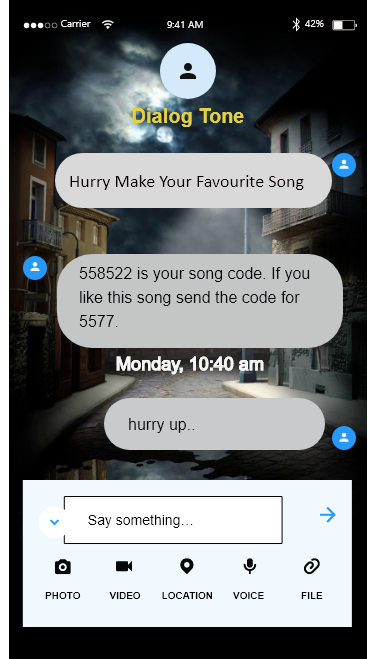 Carrier 9:41 AM 42%
Dialog Tone
Hurry Make Your Favourite Song
558522 is your song code. If you
like this song send the code for
5577.
Monday, 10:40 am
hurry up..
Say something...
PHOTO VIDEO LOCATION VOICE FILE